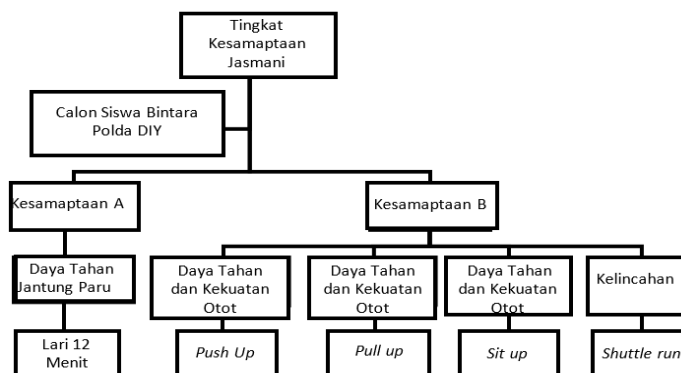 Tingkat
Kesamaptaan
Jasmani
Calon Siswa Bintara
Polda DIY
Kesamaptaan A
Kesamaptaan B
Daya Tahan
Jantung Paru
Daya Tahan
dan Kekuatan
Otot
Daya Tahan
dan Kekuatan
Otot
Daya Tahan
dan Kekuatan
Otot
Kelincahan
Lari 12
Menit
Push Up
Pull up
Sit up
Shuttle run